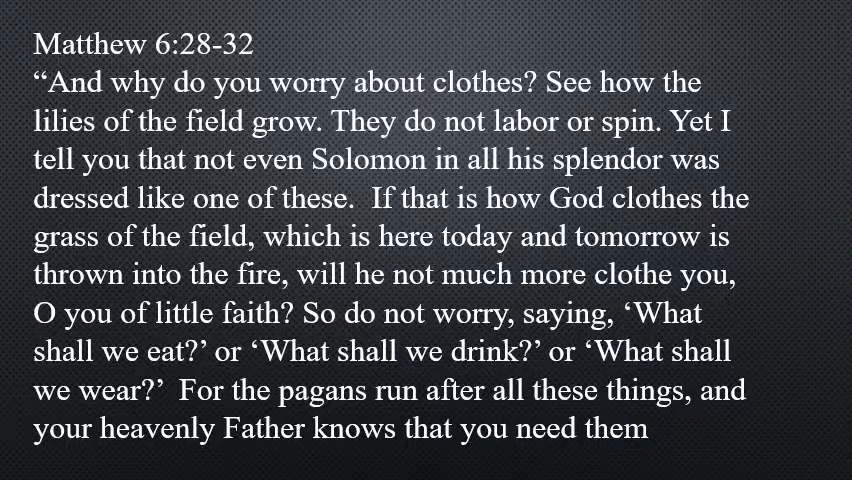 Matthew 6:28-32
“And why do you worry about clothes? See how the
lilies of the field grow. They do not labor or spin. Yet I
tell you that not even Solomon in all his splendor was
dressed like one of these.  If that is how God clothes the
grass of the field, which is here today and tomorrow is
thrown into the fire, will he not much more clothe you,
O you of little faith? So do not worry, saying, ‘What
shall we eat?’ or ‘What shall we drink?’ or ‘What shall
we wear?’  For the pagans run after all these things, and
your heavenly Father knows that you need them